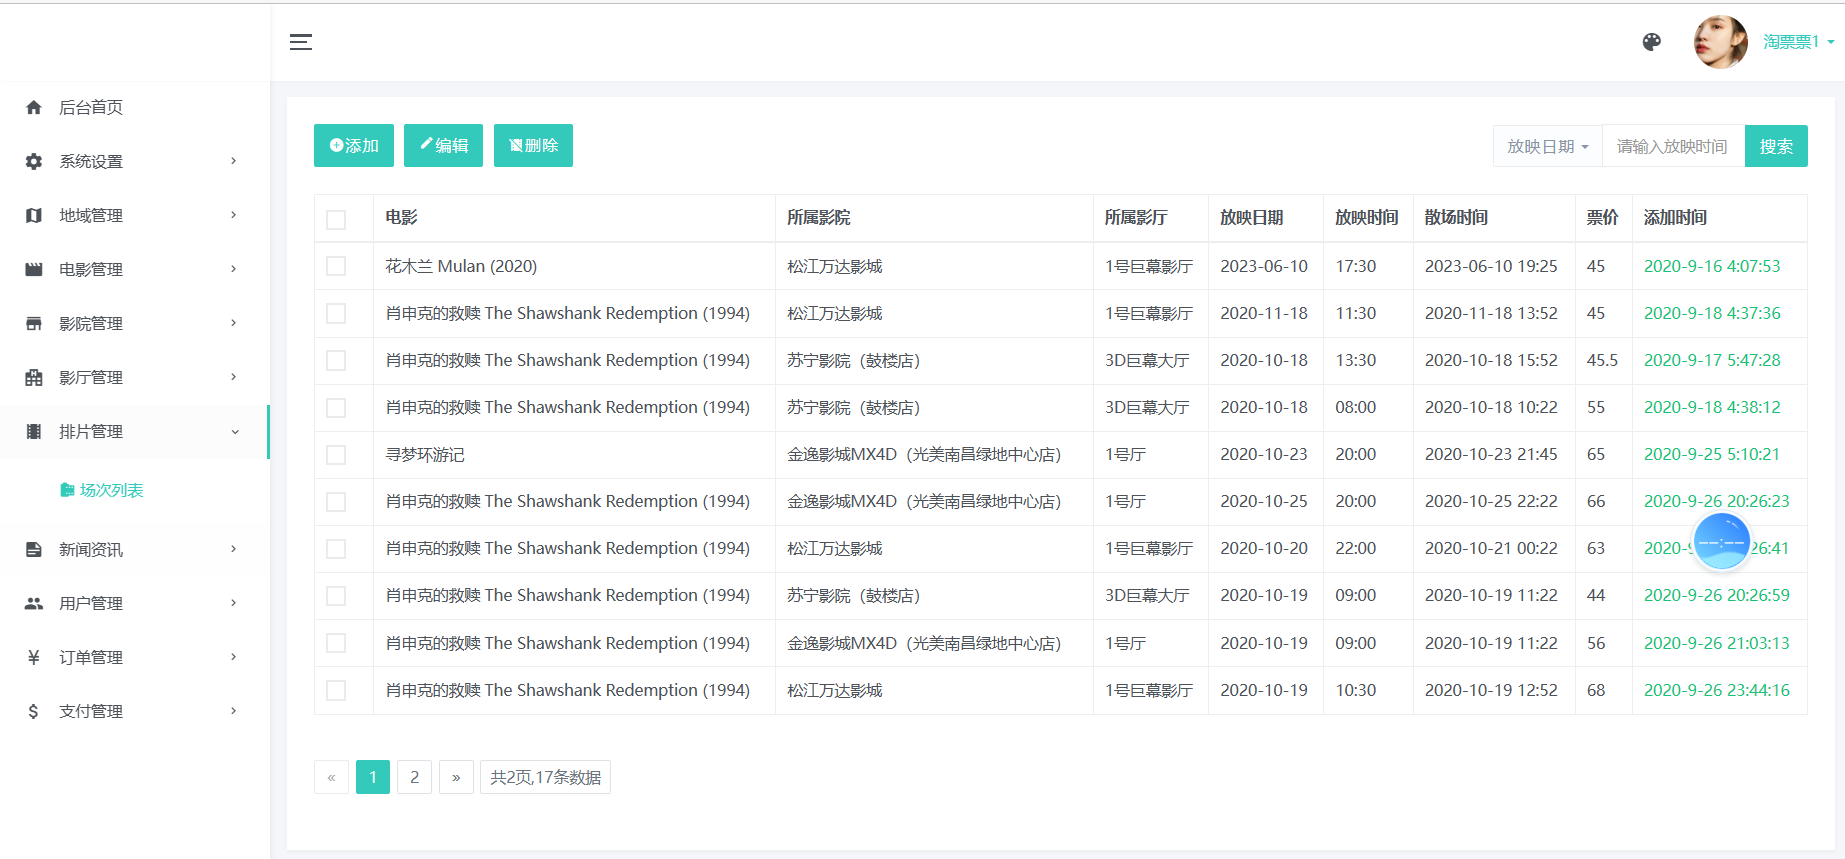 淘票票1
后台首页
系统设置
地域管理
电影管理
影院管理
影厅管理
排片管理
场次列表
新闻资讯
用户管理
订单管理
支付管理
添加
编辑
删除
放映日期
请输入放映时间
搜索
电影 所属影院 所属影厅 放映日期 放映时间 散场时间 票价 添加时间
花木兰 Mulan (2020) 松江万达影城 1号巨幕影厅 2023-06-10 17:30 2023-06-10 19:25 45 2020-9-16 4:07:53
肖申克的救赎 The Shawshank Redemption (1994) 松江万达影城 1号巨幕影厅 2020-11-18 11:30 2020-11-18 13:52 45 2020-9-18 4:37:36
肖申克的救赎 The Shawshank Redemption (1994) 苏宁影院（鼓楼店） 3D巨幕大厅 2020-10-18 13:30 2020-10-18 15:52 45.5 2020-9-17 5:47:28
肖申克的救赎 The Shawshank Redemption (1994) 苏宁影院（鼓楼店） 3D巨幕大厅 2020-10-18 08:00 2020-10-18 10:22 55 2020-9-18 4:38:12
寻梦环游记 金逸影城MX4D（光美南昌绿地中心店） 1号厅 2020-10-23 20:00 2020-10-23 21:45 65 2020-9-25 5:10:21
肖申克的救赎 The Shawshank Redemption (1994) 金逸影城MX4D（光美南昌绿地中心店） 1号厅 2020-10-25 20:00 2020-10-25 22:22 66 2020-9-26 20:26:23
肖申克的救赎 The Shawshank Redemption (1994) 松江万达影城 1号巨幕影厅 2020-10-20 22:00 2020-10-21 00:22 63 2020- 26:41
肖申克的救赎 The Shawshank Redemption (1994) 苏宁影院（鼓楼店） 3D巨幕大厅 2020-10-19 09:00 2020-10-19 11:22 44 2020-9-26 20:26:59
肖申克的救赎 The Shawshank Redemption (1994) 金逸影城MX4D（光美南昌绿地中心店） 1号厅 2020-10-19 09:00 2020-10-19 11:22 56 2020-9-26 21:03:13
肖申克的救赎 The Shawshank Redemption (1994) 松江万达影城 1号巨幕影厅 2020-10-19 10:30 2020-10-19 12:52 68 2020-9-26 23:44:16
« 1 2 » 共2页,17条数据